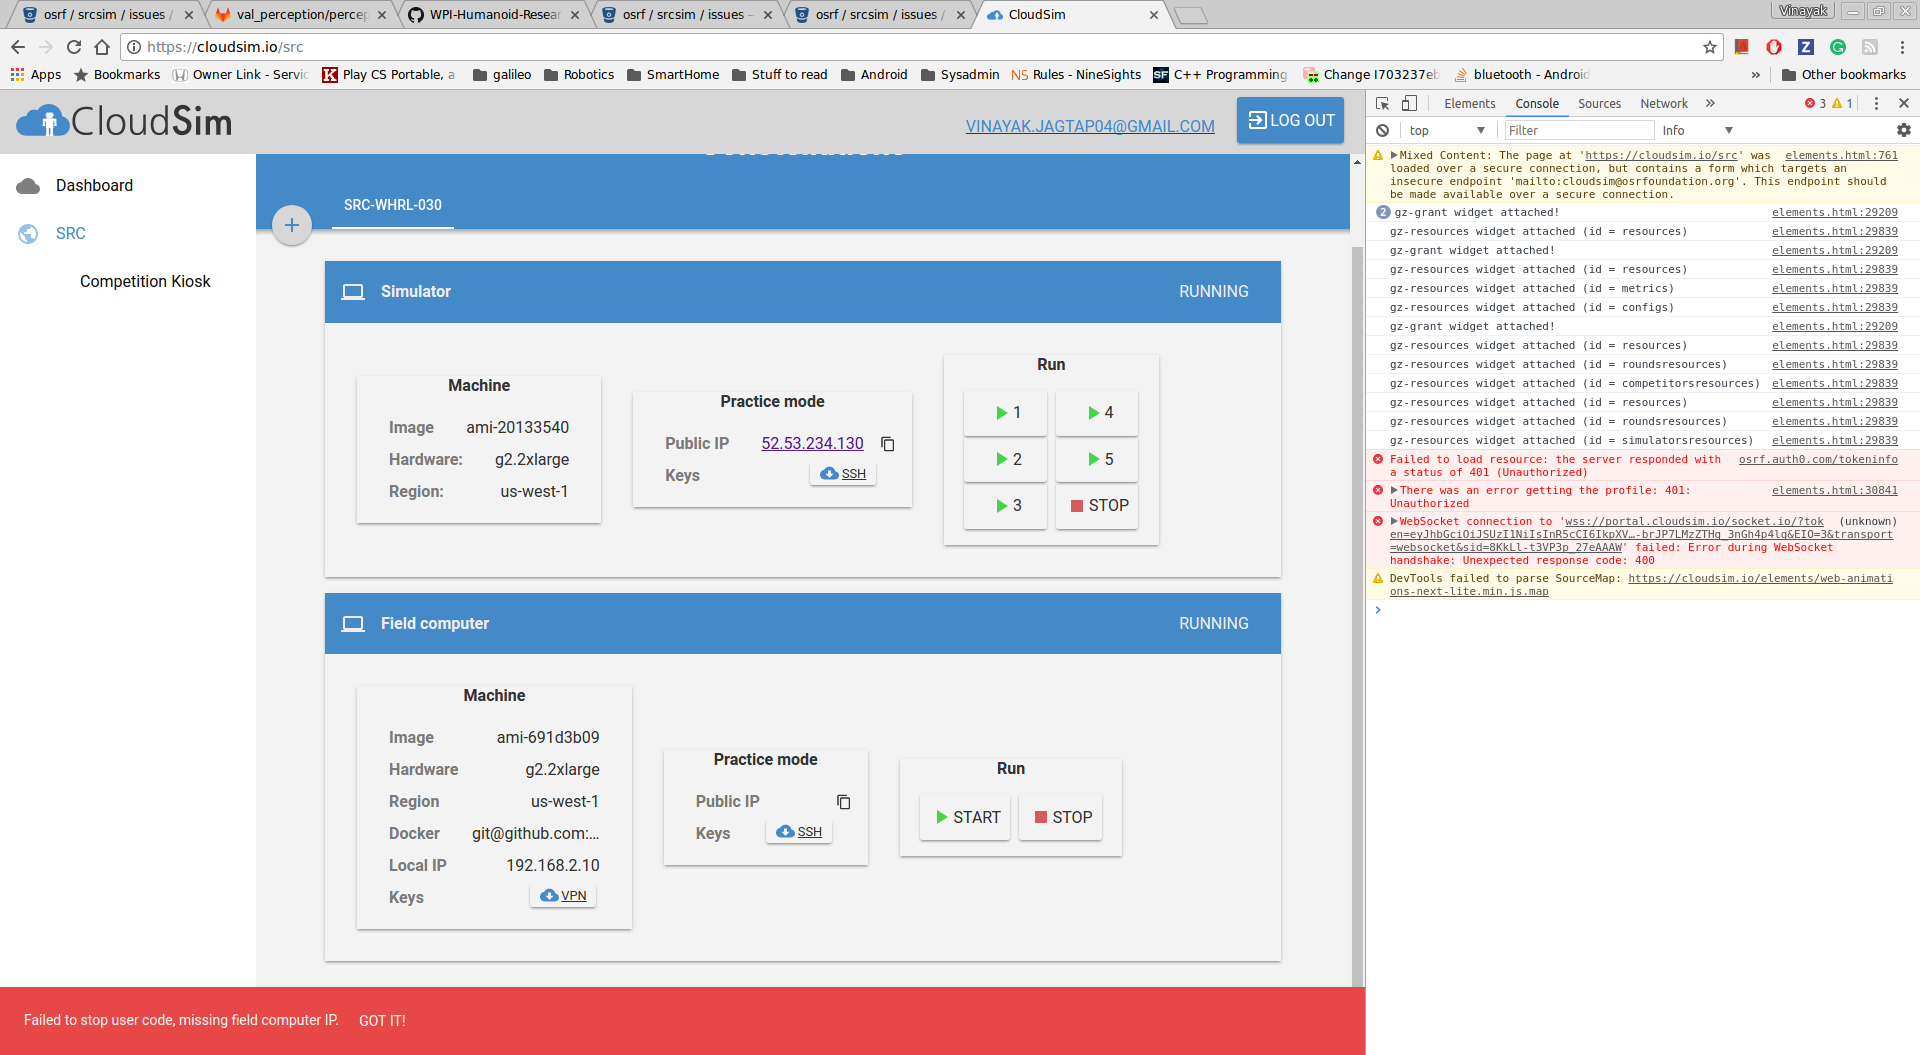 osrf / srcsim / issues /
val_perception/percep
WPI-Humanoid-Resear
osrf / srcsim / issues -
osrf / srcsim / issues /
CloudSim
Vinayak
https://cloudsim.io/src
Apps
Bookmarks
Owner Link - Servic
Play CS Portable, a
galileo
Robotics
SmartHome
Stuff to read
Android
Sysadmin
NS Rules - NineSights
SF C++ Programming
Change I703237eb
bluetooth - Android
» Other bookmarks
CloudSim
VINAYAK.JAGTAP04@GMAIL.COM
LOG OUT
Dashboard
SRC
Competition Kiosk
+
SRC-WHRL-030
Simulator
RUNNING
Machine
Image ami-20133540
Hardware: g2.2xlarge
Region: us-west-1
Practice mode
Public IP 52.53.234.130
Keys SSH
Run
1 4
2 5
3 STOP
Field computer
RUNNING
Machine
Image ami-691d3b09
Hardware g2.2xlarge
Region us-west-1
Docker git@github.com:...
Local IP 192.168.2.10
Keys VPN
Practice mode
Public IP
Keys SSH
Run
START STOP
Failed to stop user code, missing field computer IP. GOT IT!
Elements Console Sources Network » 3 1
top Filter Info
Mixed Content: The page at 'https://cloudsim.io/src' was elements.html:761
loaded over a secure connection, but contains a form which targets an
insecure endpoint 'mailto:cloudsim@osrfoundation.org'. This endpoint should
be made available over a secure connection.
2 gz-grant widget attached! elements.html:29209
gz-resources widget attached (id = resources) elements.html:29839
gz-grant widget attached! elements.html:29209
gz-resources widget attached (id = resources) elements.html:29839
gz-resources widget attached (id = metrics) elements.html:29839
gz-resources widget attached (id = configs) elements.html:29839
gz-grant widget attached! elements.html:29209
gz-resources widget attached (id = resources) elements.html:29839
gz-resources widget attached (id = roundsresources) elements.html:29839
gz-resources widget attached (id = competitorsresources) elements.html:29839
gz-resources widget attached (id = resources) elements.html:29839
gz-resources widget attached (id = roundsresources) elements.html:29839
gz-resources widget attached (id = simulatorsresources) elements.html:29839
Failed to load resource: the server responded with osrf.auth0.com/tokeninfo
a status of 401 (Unauthorized)
There was an error getting the profile: 401: elements.html:30841
Unauthorized
WebSocket connection to 'wss://portal.cloudsim.io/socket.io/?tok (unknown)
en=eyJhbGciOiJSUzI1NiIsInR5cCI6IkpXV…-brJP7LMzZTHq_3nGh4p4lq&EIO=3&transport
=websocket&sid=8KkLl-t3VP3p_27eAAAW' failed: Error during WebSocket
handshake: Unexpected response code: 400
DevTools failed to parse SourceMap: https://cloudsim.io/elements/web-animati
ons-next-lite.min.js.map